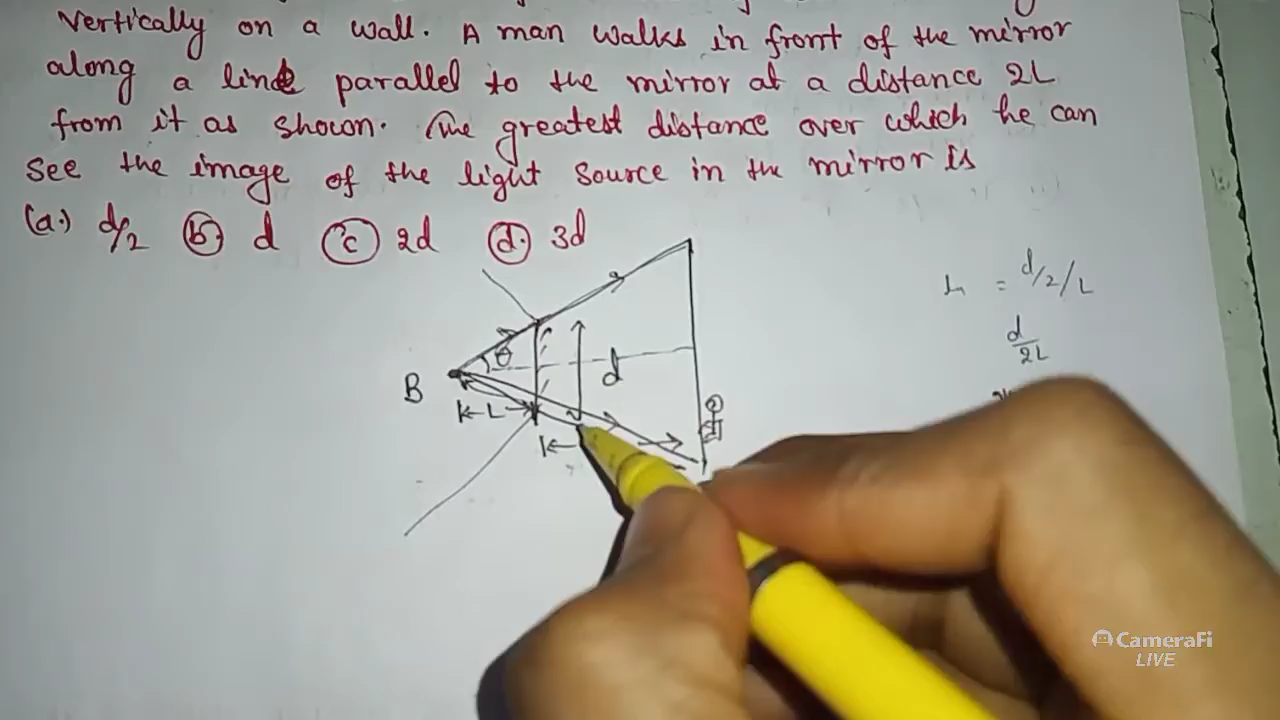 vertically on a wall. A man walks in front of the mirror
along a line parallel to the mirror at a distance 2L
from it as shown. The greatest distance over which he can
see the image of the light source in the mirror is
(a.) d/2 (b.) d (c) 2d (d.) 3d
= d/2/L
d/2L
θ
d
B
L
CameraFi
LIVE